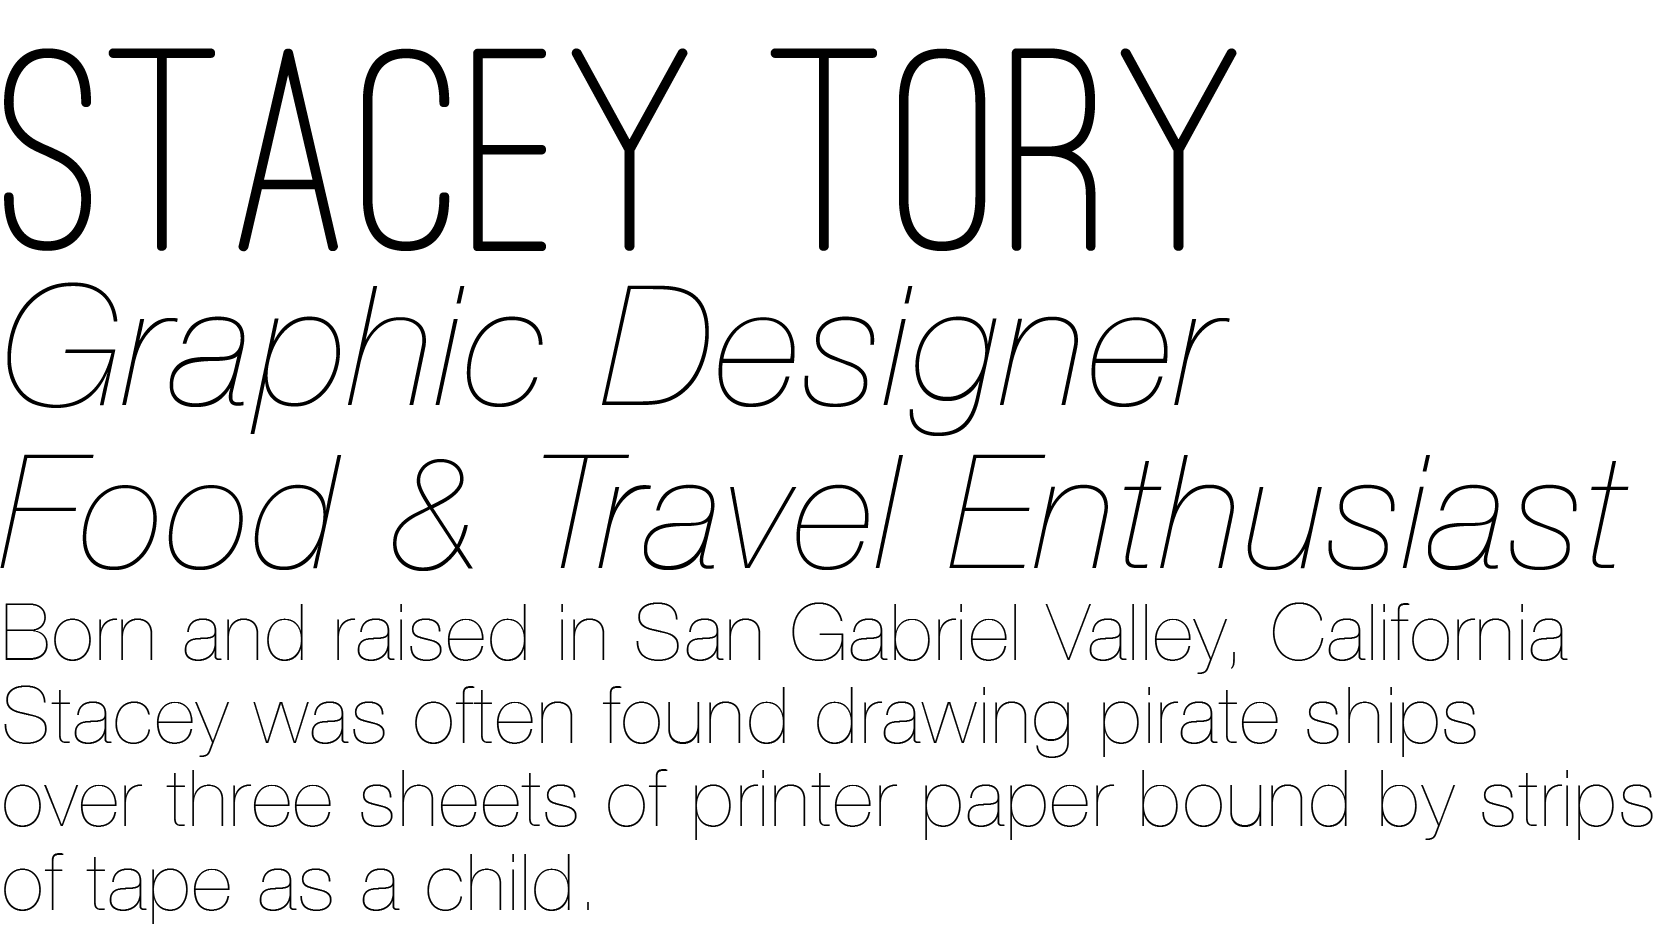 STACEY TORY
Graphic Designer
Food & Travel Enthusiast
Born and raised in San Gabriel Valley, California
Stacey was often found drawing pirate ships
over three sheets of printer paper bound by strips
of tape as a child.